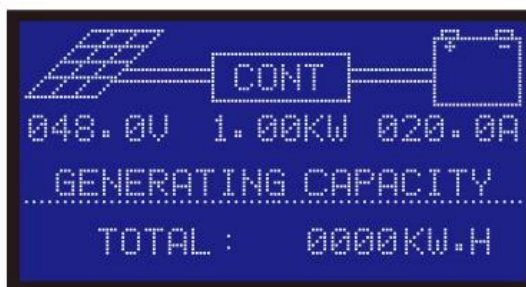 CONT
048.0V 1.00KW 020.0A
GENERATING CAPACITY
TOTAL: 0000KW.H